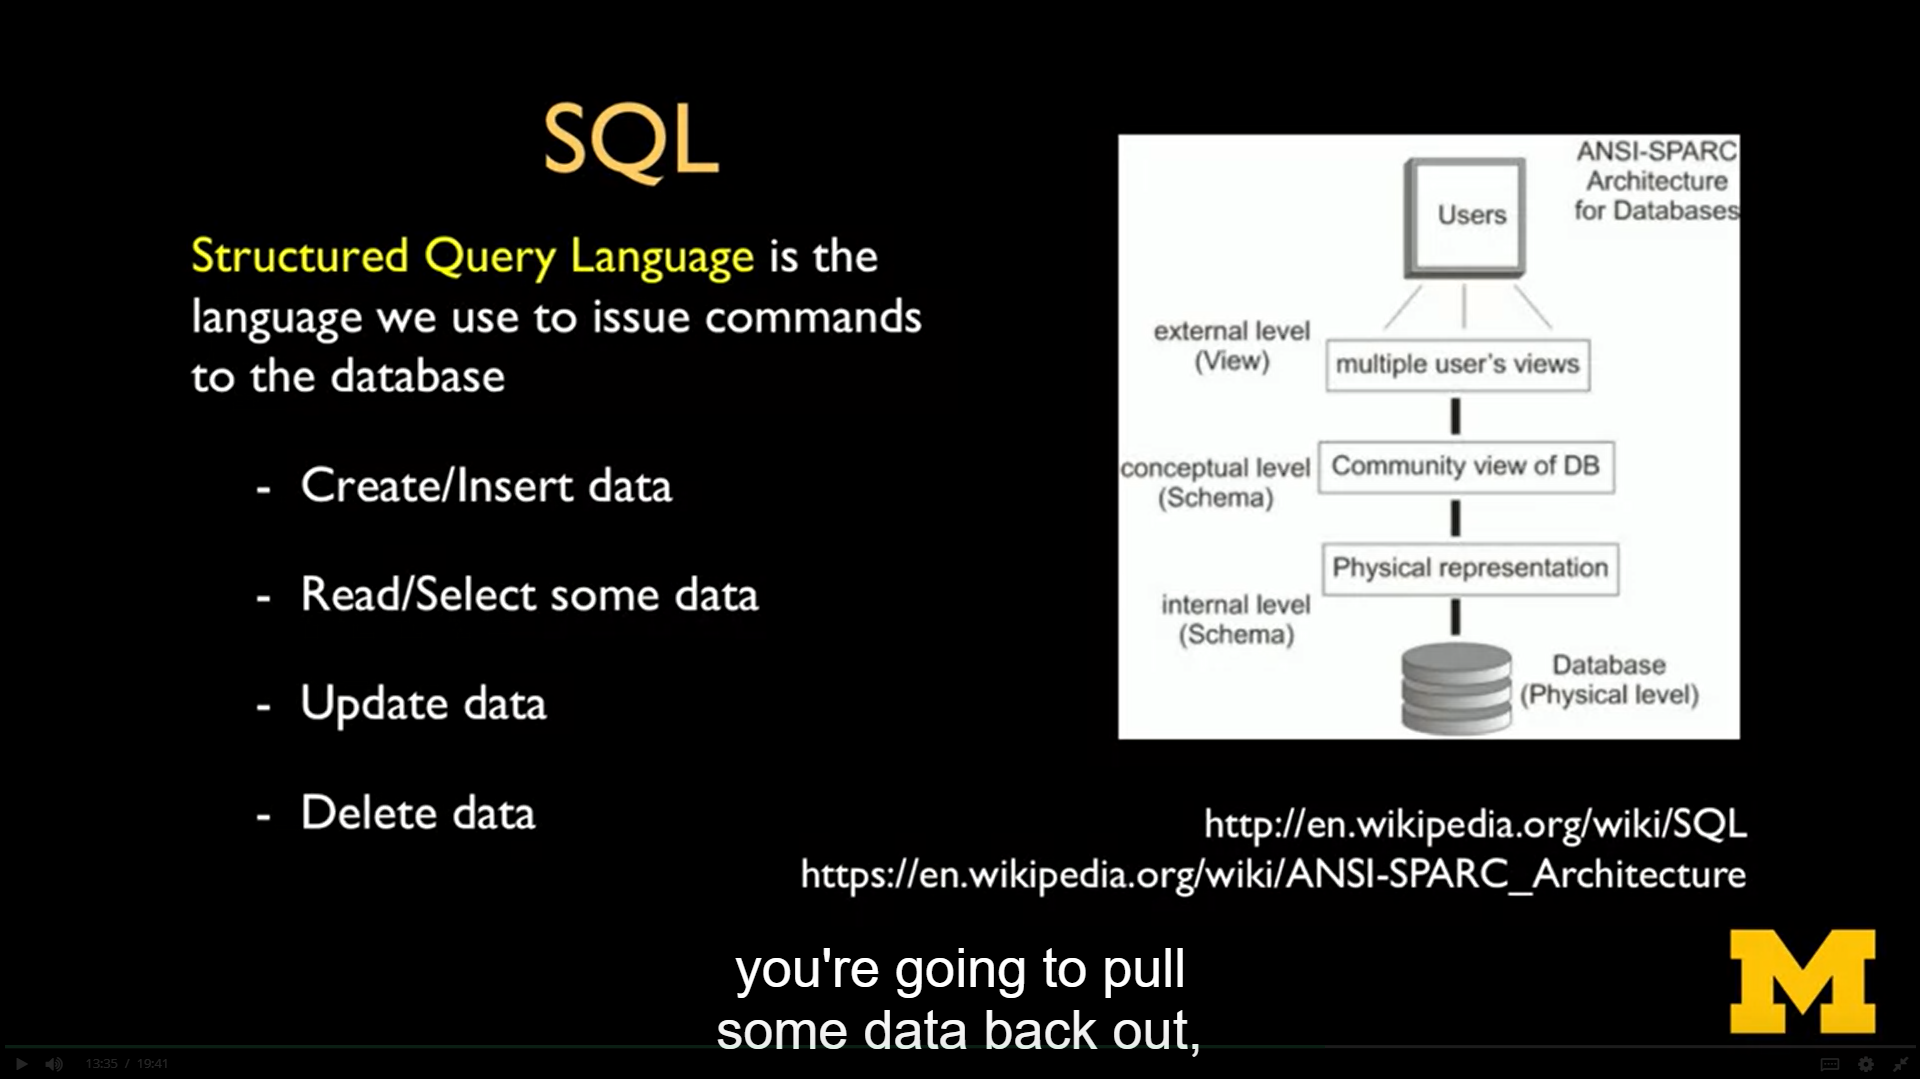 SQL
Structured Query Language is the
language we use to issue commands
to the database
- Create/Insert data
- Read/Select some data
- Update data
- Delete data
ANSI-SPARC
Architecture
for Databases
Users
external level
(View)
multiple user's views
conceptual level
(Schema)
Community view of DB
Physical representation
internal level
(Schema)
Database
(Physical level)
http://en.wikipedia.org/wiki/SQL
https://en.wikipedia.org/wiki/ANSI-SPARC_Architecture
M
you're going to pull
some data back out,
13:35 / 19:41